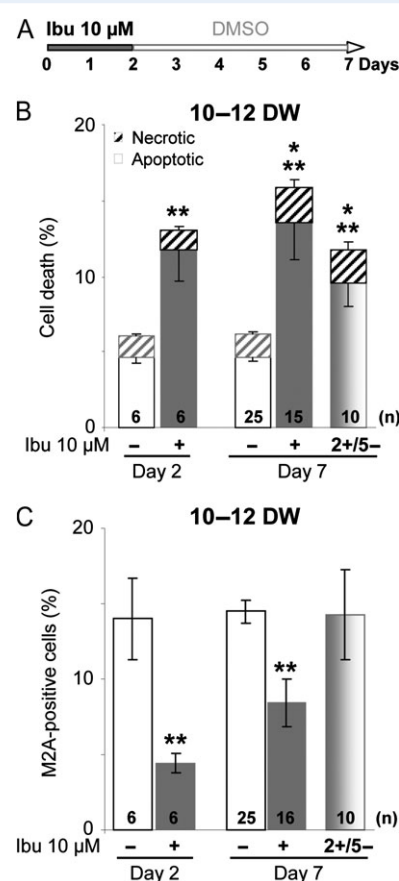 A
Ibu 10 µM DMSO
0 1 2 3 4 5 6 7 Days
B
10–12 DW
20
Necrotic
Apoptotic
*
**
**
*
**
Cell death (%)
10
0
6 6 25 15 10 (n)
Ibu 10 µM – + – + 2+/5–
Day 2 Day 7
C
10–12 DW
20
M2A-positive cells (%)
**
**
10
0
6 6 25 16 10 (n)
Ibu 10 µM – + – + 2+/5–
Day 2 Day 7